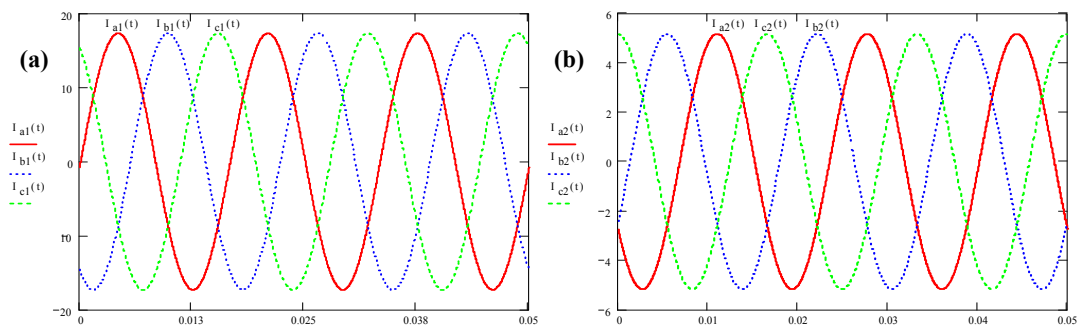 (a)
I a1(t) I b1(t) I c1(t)
20
10
0
10
20
I a1(t)
I b1(t)
I c1(t)
0 0.013 0.025 0.038 0.05
(b)
I a2(t) I c2(t) I b2(t)
6
4
2
0
2
4
6
I a2(t)
I b2(t)
I c2(t)
0 0.01 0.02 0.03 0.04 0.05